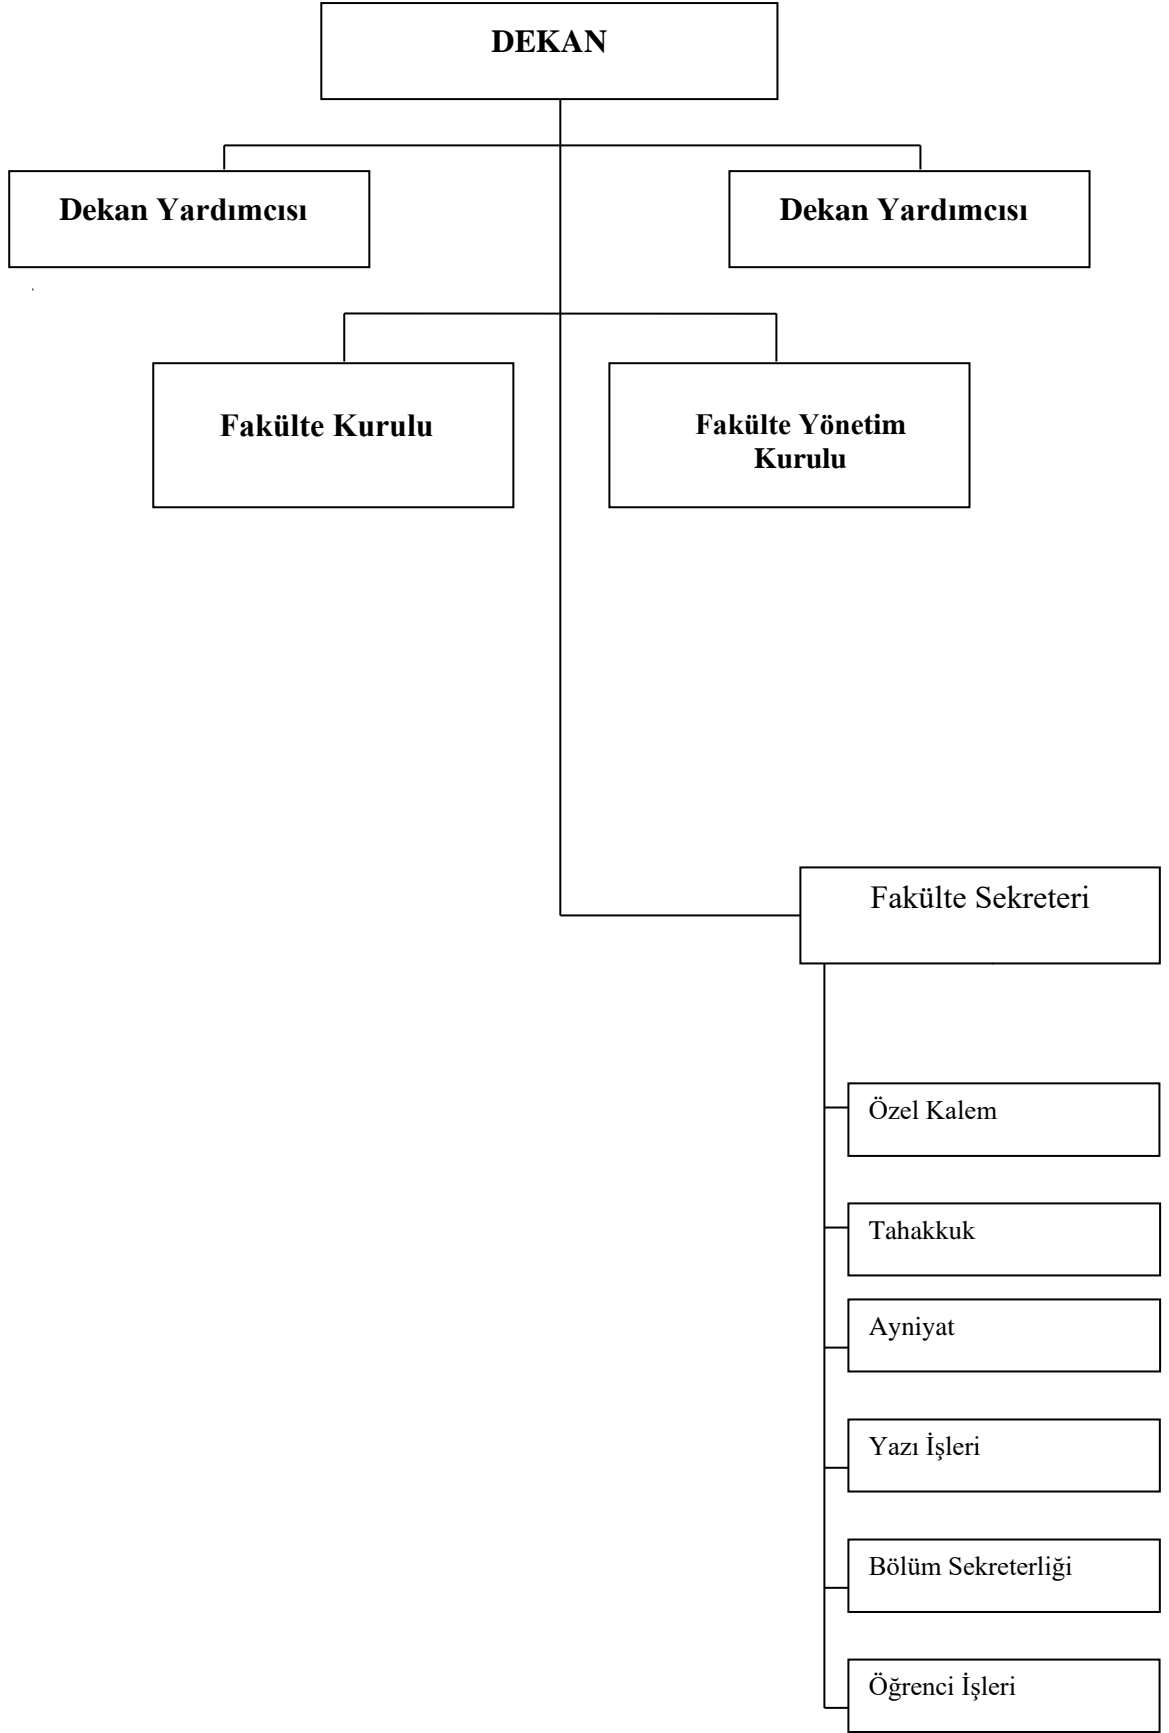 DEKAN
Dekan Yardımcısı
Dekan Yardımcısı
Fakülte Kurulu
Fakülte Yönetim
Kurulu
Fakülte Sekreteri
Özel Kalem
Tahakkuk
Ayniyat
Yazı İşleri
Bölüm Sekreterliği
Öğrenci İşleri